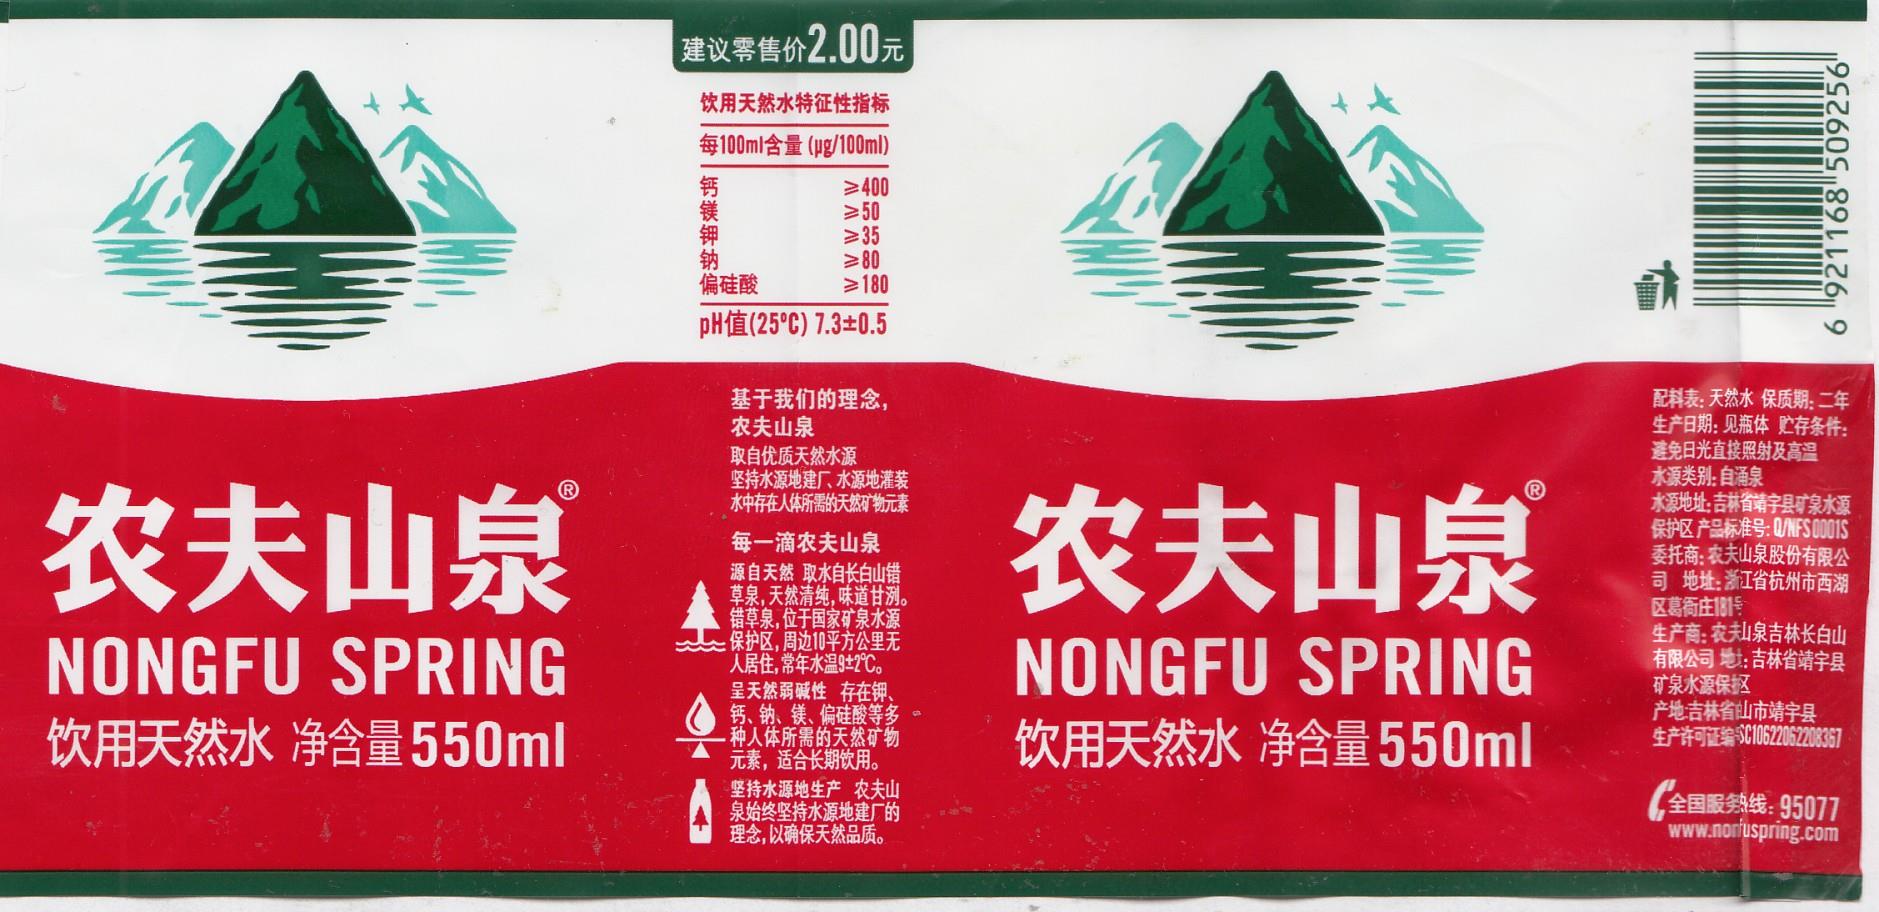 农夫山泉®
NONGFU SPRING
饮用天然水 净含量550ml
建议零售价2.00元
饮用天然水特征性指标
每100ml含量 (μg/100ml)
钙 ≥400
镁 ≥50
钾 ≥35
钠 ≥80
偏硅酸 ≥180
pH值(25℃) 7.3±0.5
基于我们的理念,
农夫山泉
取自优质天然水源
坚持水源地建厂、水源地灌装
水中存在人体所需的天然矿物元素
每一滴农夫山泉
源自天然 取水自长白山错
草泉,天然清纯,味道甘洌。
错草泉,位于国家矿泉水源
保护区,周边10平方公里无
人居住,常年水温9±2℃。
呈天然弱碱性 存在钾、
钙、钠、镁、偏硅酸等多
种人体所需的天然矿物
元素, 适合长期饮用。
坚持水源地生产 农夫山
泉始终坚持水源地建厂的
理念,以确保天然品质。
农夫山泉®
NONGFU SPRING
饮用天然水 净含量550ml
6 921168 509256
配料表: 天然水 保质期: 二年
生产日期: 见瓶体 贮存条件:
避免日光直接照射及高温
水源类别: 自涌泉
水源地址: 吉林省靖宇县矿泉水源
保护区 产品标准号: Q/NFS 0001S
委托商: 农夫山泉股份有限公
司 地址: 浙江省杭州市西湖
区葛衙庄181号
生产商: 农夫山泉吉林长白山
有限公司 地址: 吉林省靖宇县
矿泉水源保护区
产地:吉林省 山市靖宇县
生产许可证编 SC10622062208367
全国服务热线: 95077
www.nonfuspring.com